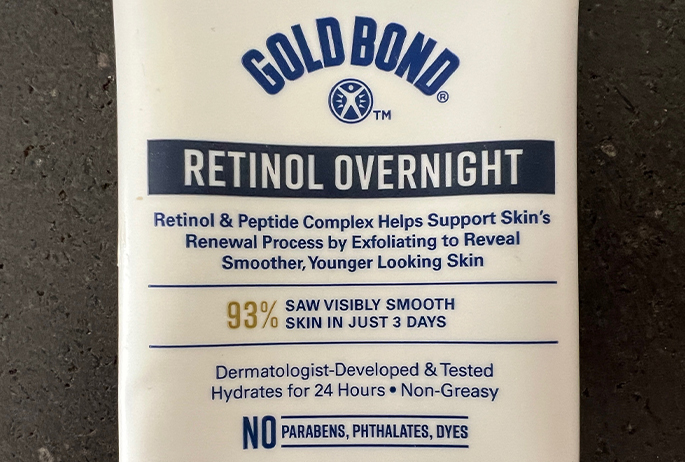 GOLD BOND®
TM
RETINOL OVERNIGHT
Retinol & Peptide Complex Helps Support Skin's
Renewal Process by Exfoliating to Reveal
Smoother, Younger Looking Skin
93% SAW VISIBLY SMOOTH
SKIN IN JUST 3 DAYS
Dermatologist-Developed & Tested
Hydrates for 24 Hours • Non-Greasy
NO PARABENS, PHTHALATES, DYES